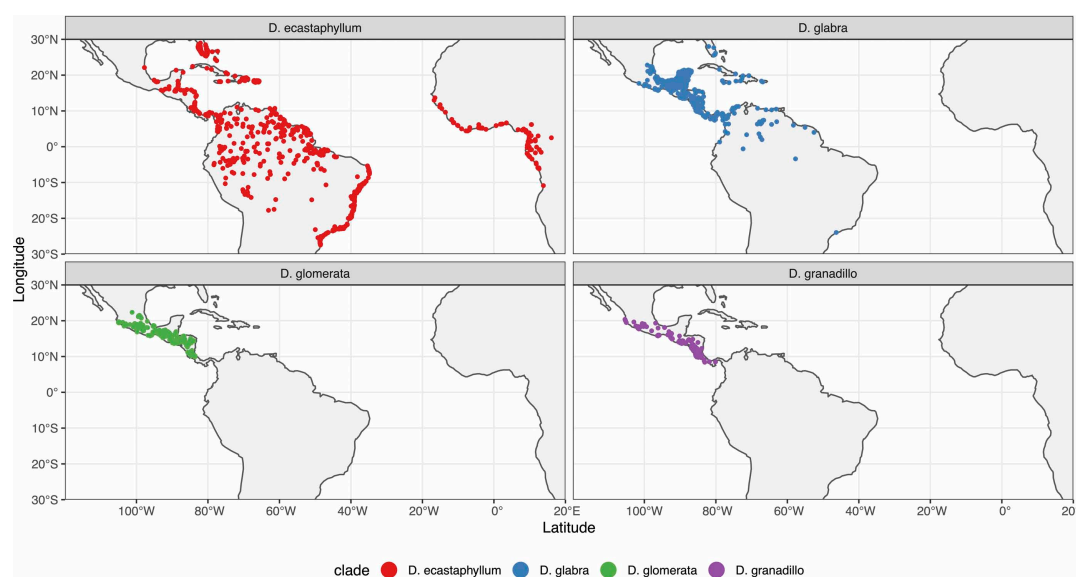 D. ecastaphyllum
D. glabra
30°N
20°N
10°N
0°
10°S
20°S
30°S
D. glomerata
D. granadillo
30°N
20°N
10°N
0°
10°S
20°S
30°S
Longitude
100°W 80°W 60°W 40°W 20°W 0° 20°E
100°W 80°W 60°W 40°W 20°W 0° 20
Latitude
clade D. ecastaphyllum D. glabra D. glomerata D. granadillo